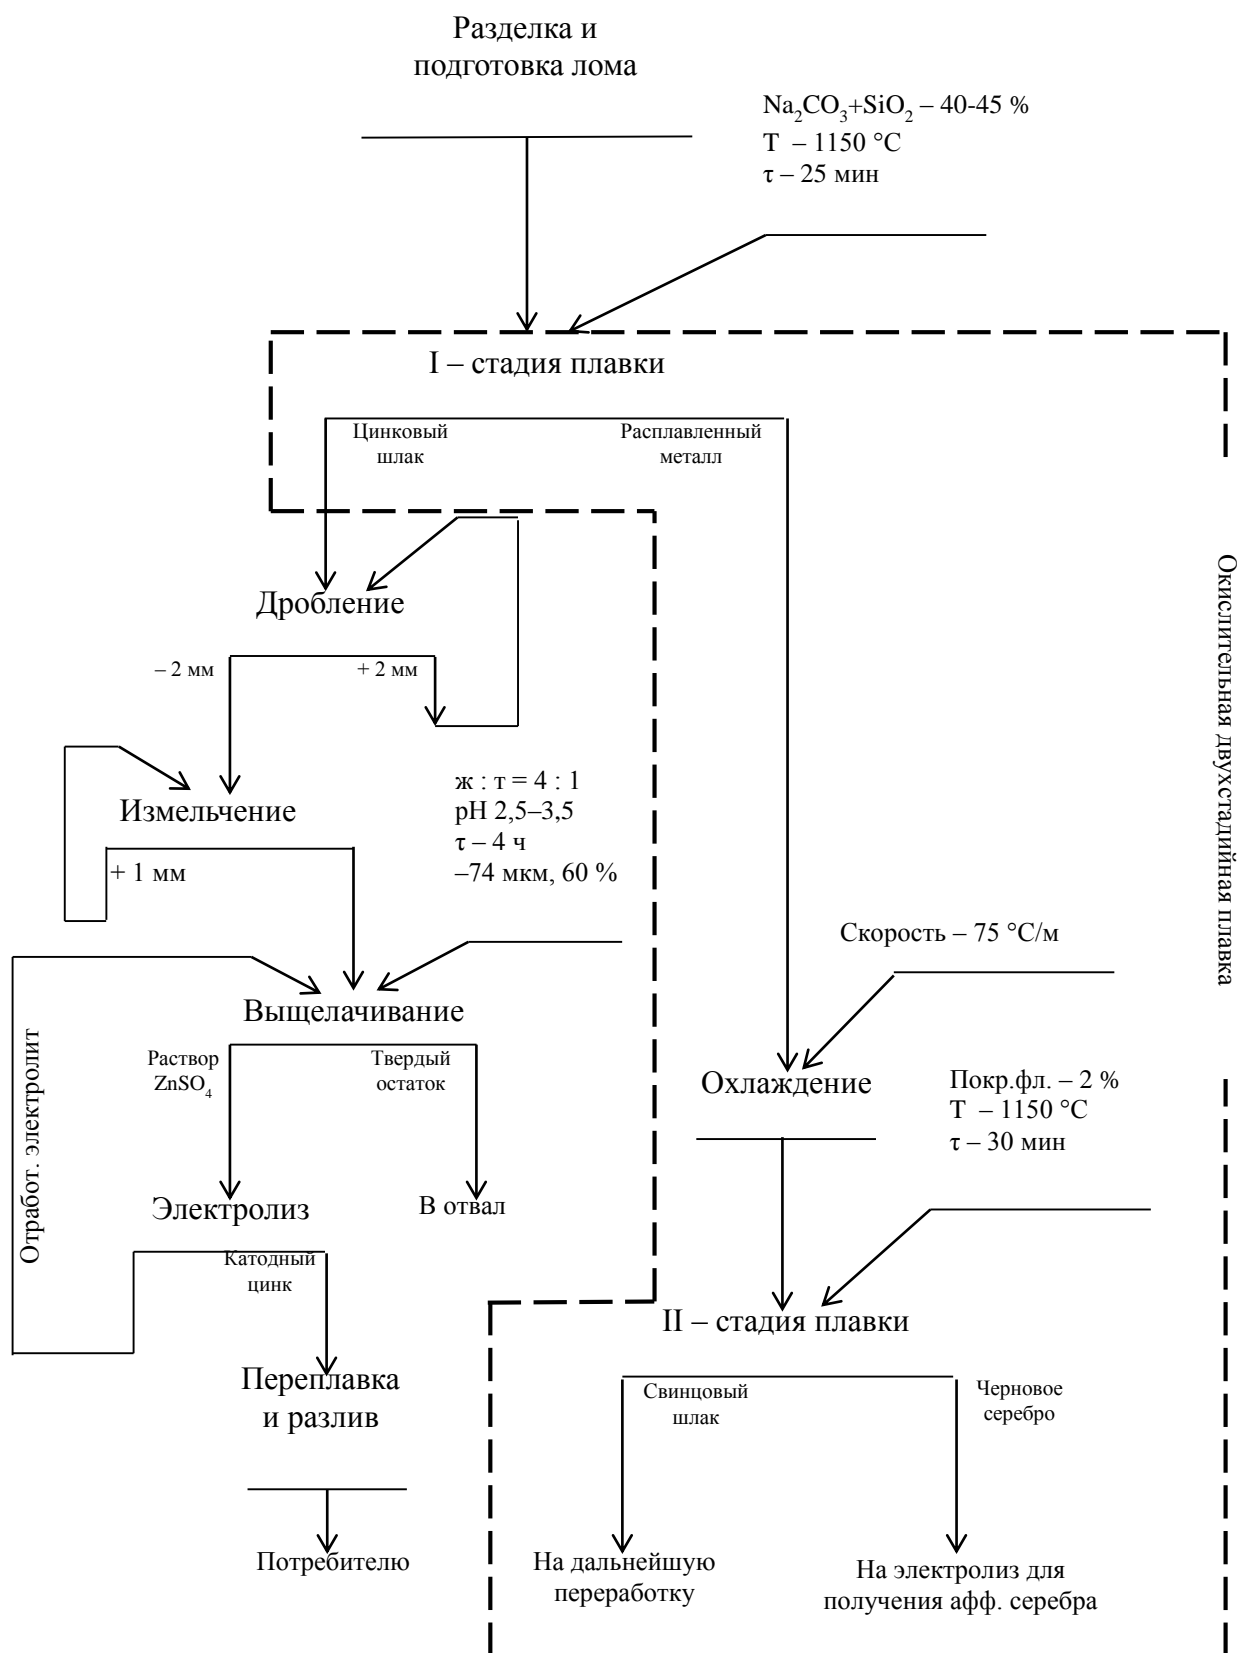 Разделка и
подготовка лома
Na₂CO₃+SiO₂ – 40-45 %
Т – 1150 °С
τ – 25 мин
I – стадия плавки
Цинковый
шлак
Расплавленный
металл
Дробление
– 2 мм
+ 2 мм
Измельчение
ж : т = 4 : 1
рН 2,5–3,5
τ – 4 ч
–74 мкм, 60 %
+ 1 мм
Окислительная двухстадийная плавка
Скорость – 75 °С/м
Выщелачивание
Раствор
ZnSO₄
Твердый
остаток
Отработ. электролит
Охлаждение
Покр.фл. – 2 %
Т – 1150 °С
τ – 30 мин
Электролиз
В отвал
Катодный
цинк
II – стадия плавки
Переплавка
и разлив
Свинцовый
шлак
Черновое
серебро
Потребителю
На дальнейшую
переработку
На электролиз для
получения афф. серебра